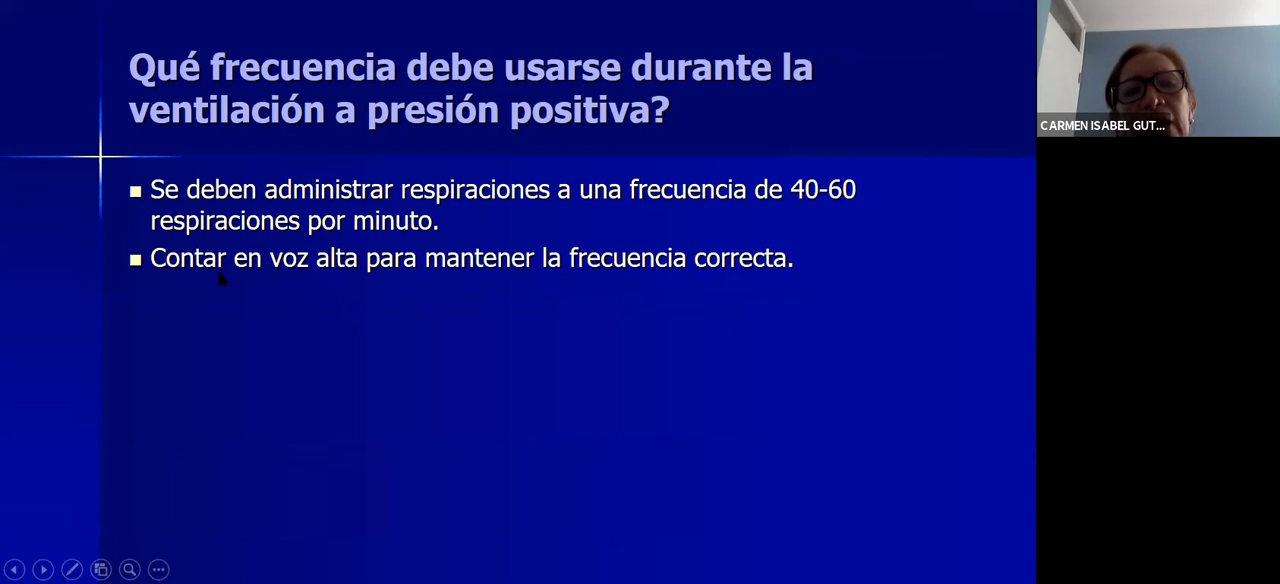 Qué frecuencia debe usarse durante la
ventilación a presión positiva?
Se deben administrar respiraciones a una frecuencia de 40-60
respiraciones por minuto.
Contar en voz alta para mantener la frecuencia correcta.
CARMEN ISABEL GUT...